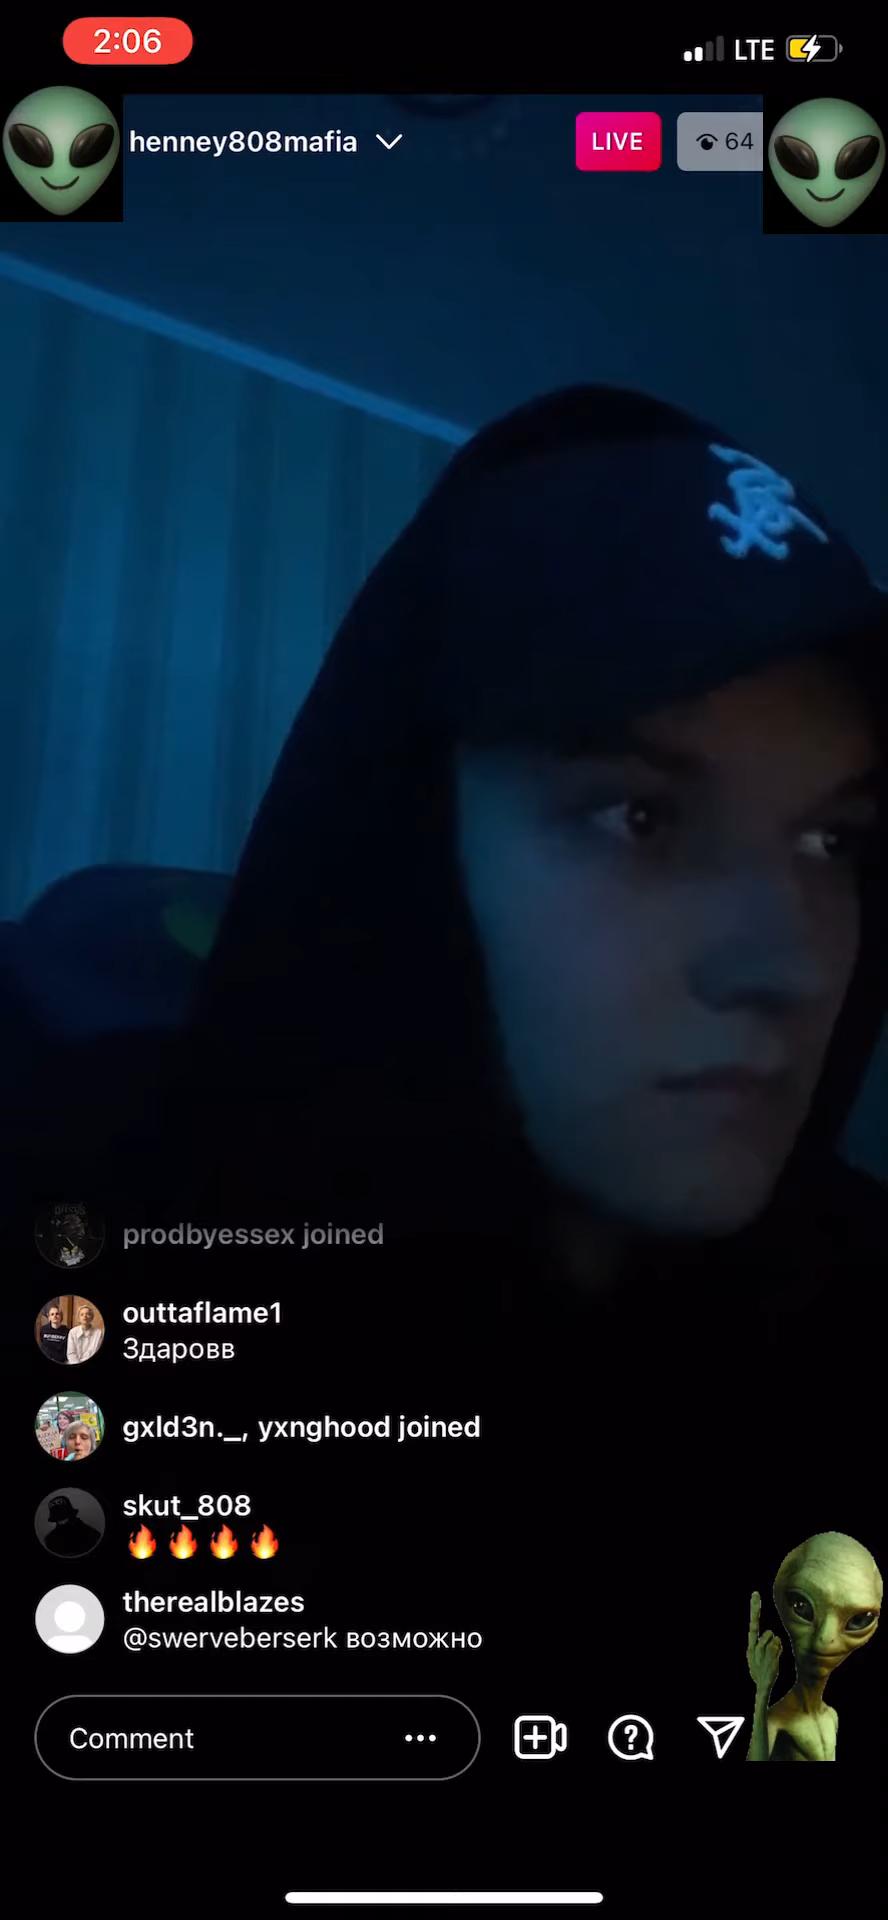 2:06
LTE
henney808mafia
LIVE
64
prodbyessex joined
outtaflame1
Здаровв
gxld3n._, yxnghood joined
skut_808
🔥🔥🔥🔥
therealblazes
@swerveberserk возможно
Comment